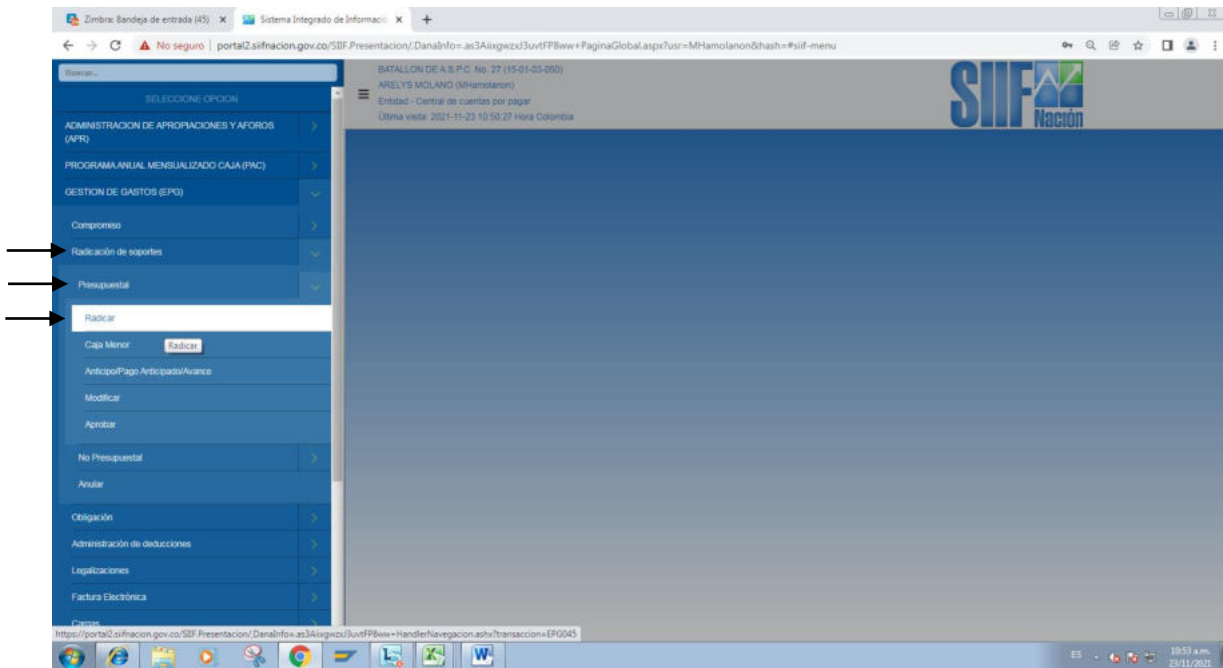 Zimbra: Bandeja de entrada (45)
Sistema Integrado de Informació
No seguro
portal2.siifnacion.gov.co/SIIF.Presentacion/,DanaInfo=.as3AiixgwzxJ3uvtFP8ww+PaginaGlobal.aspx?usr=MHamolanon&hash=#siif-menu
Buscar...
SELECCIONE OPCION
ADMINISTRACION DE APROPIACIONES Y AFOROS
(APR)
PROGRAMA ANUAL MENSUALIZADO CAJA (PAC)
GESTION DE GASTOS (EPG)
Compromiso
Radicación de soportes
Presupuestal
Radicar
Caja Menor
Radicar
Anticipo/Pago Anticipado/Avance
Modificar
Aprobar
No Presupuestal
Anular
Obligación
Administración de deducciones
Legalizaciones
Factura Electrónica
Cargas
BATALLON DE A.S.P.C. No. 27 (15-01-03-050)
ARELYS MOLANO (MHamolanon)
Entidad - Central de cuentas por pagar
Última visita: 2021-11-23 10:50:27 Hora Colombia
SIIF
Nación
https://portal2.siifnacion.gov.co/SIIF.Presentacion/,DanaInfo=.as3AiixgwzxJ3uvtFP8ww+HandlerNavegacion.ashx?transaccion=EPG045
ES
10:53 a.m.
23/11/2021